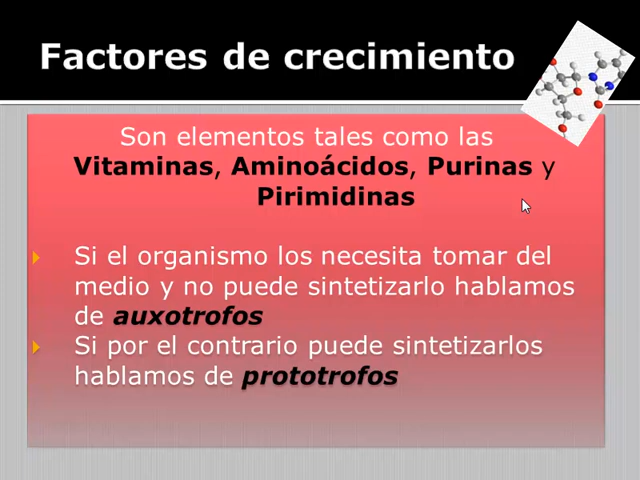 Factores de crecimiento
Son elementos tales como las
Vitaminas, Aminoácidos, Purinas y
Pirimidinas
Si el organismo los necesita tomar del
medio y no puede sintetizarlo hablamos
de auxotrofos
Si por el contrario puede sintetizarlos
hablamos de prototrofos